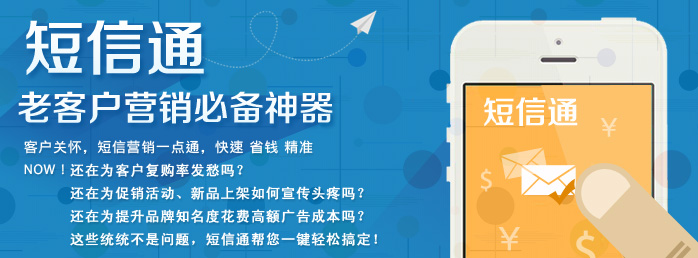 短信通
老客户营销必备神器
客户关怀，短信营销一点通，快速 省钱 精准
NOW！还在为客户复购率发愁吗？
还在为促销活动、新品上架如何宣传头疼吗？
还在为提升品牌知名度花费高额广告成本吗？
这些统统不是问题，短信通帮您一键轻松搞定！
短信通
¥
$
¥
$